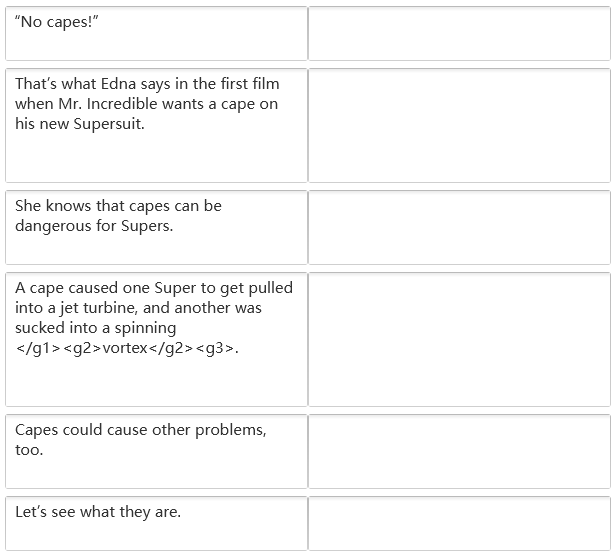 “No capes!”
That’s what Edna says in the first film
when Mr. Incredible wants a cape on
his new Supersuit.
She knows that capes can be
dangerous for Supers.
A cape caused one Super to get pulled
into a jet turbine, and another was
sucked into a spinning
</g1><g2>vortex</g2><g3>.
Capes could cause other problems,
too.
Let’s see what they are.